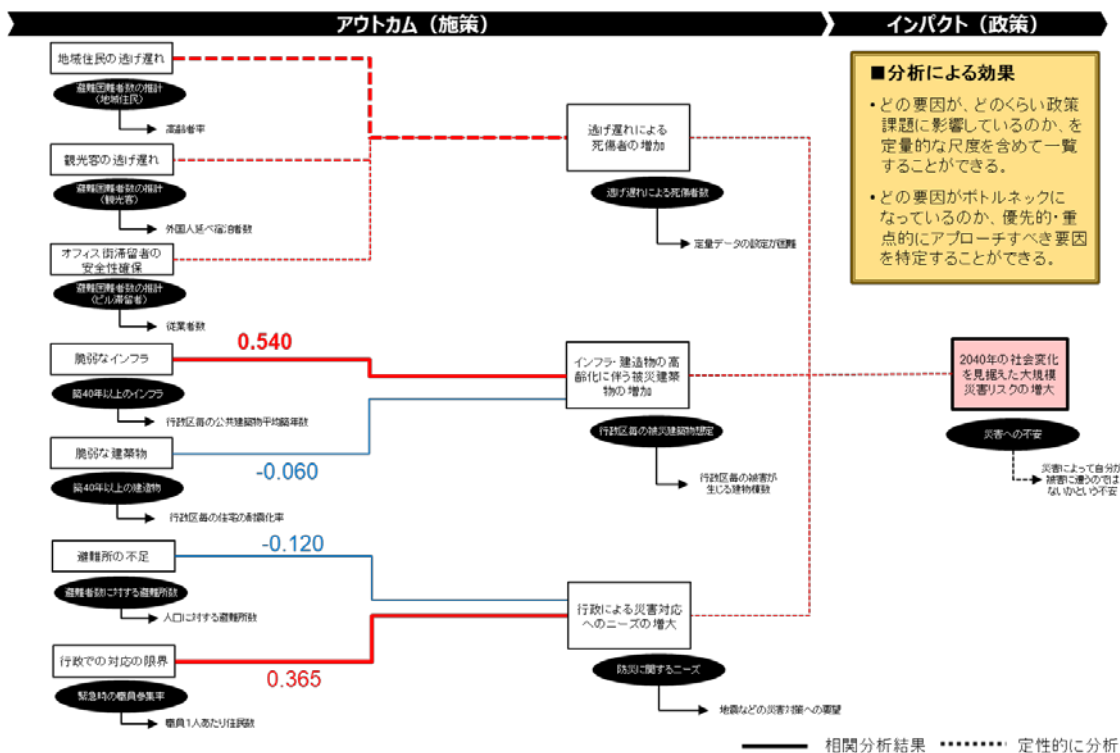 アウトカム（施策）
インパクト（政策）
地域住民の逃げ遅れ
避難困難者数の推計
（地域住民）
高齢者率
観光客の逃げ遅れ
避難困難者数の推計
（観光客）
外国人延べ宿泊者数
オフィス街滞留者の
安全性確保
避難困難者数の推計
（ビル滞留者）
従業者数
脆弱なインフラ
0.540
築40年以上のインフラ
行政区毎の公共建築物平均築年数
脆弱な建築物
-0.060
築40年以上の建造物
行政区毎の住宅の耐震化率
避難所の不足
-0.120
避難者数に対する避難所数
人口に対する避難所数
行政での対応の限界
0.365
緊急時の職員参集率
職員1人あたり住民数
逃げ遅れによる
死傷者の増加
逃げ遅れによる死傷者数
定量データの設定が困難
インフラ・建造物の高
齢化に伴う被災建築
物の増加
行政区毎の被災建築物想定
行政区毎の被害が
生じる建物棟数
行政による災害対応
へのニーズの増大
防災に関するニーズ
地震などの災害対策への要望
■分析による効果
・どの要因が、どのくらい政策
課題に影響しているのか、を
定量的な尺度を含めて一覧
することができる。
・どの要因がボトルネックに
なっているのか、優先的・重
点的にアプローチすべき要因
を特定することができる。
2040年の社会変化
を見据えた大規模
災害リスクの増大
災害への不安
災害によって自分が
被害に遭うのでは
ないかという不安
相関分析結果
定性的に分析